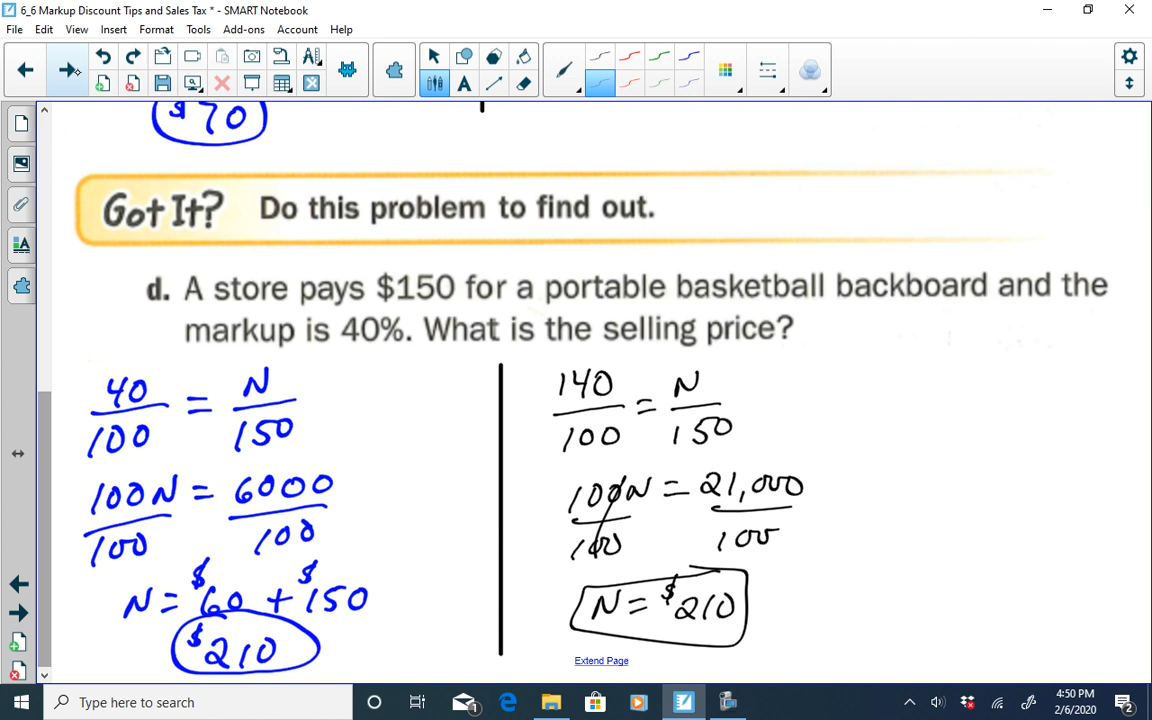 6_6 Markup Discount Tips and Sales Tax * - SMART Notebook
File Edit View Insert Format Tools Add-ons Account Help
$70
Got It? Do this problem to find out.
d. A store pays $150 for a portable basketball backboard and the
markup is 40%. What is the selling price?
40/100 = N/150
100N/100 = 6000/100
N = $60 + $150
$210
140/100 = N/150
100N/100 = 21,000/100
N = $210
Extend Page
Type here to search
1
4:50 PM
2/6/2020
2